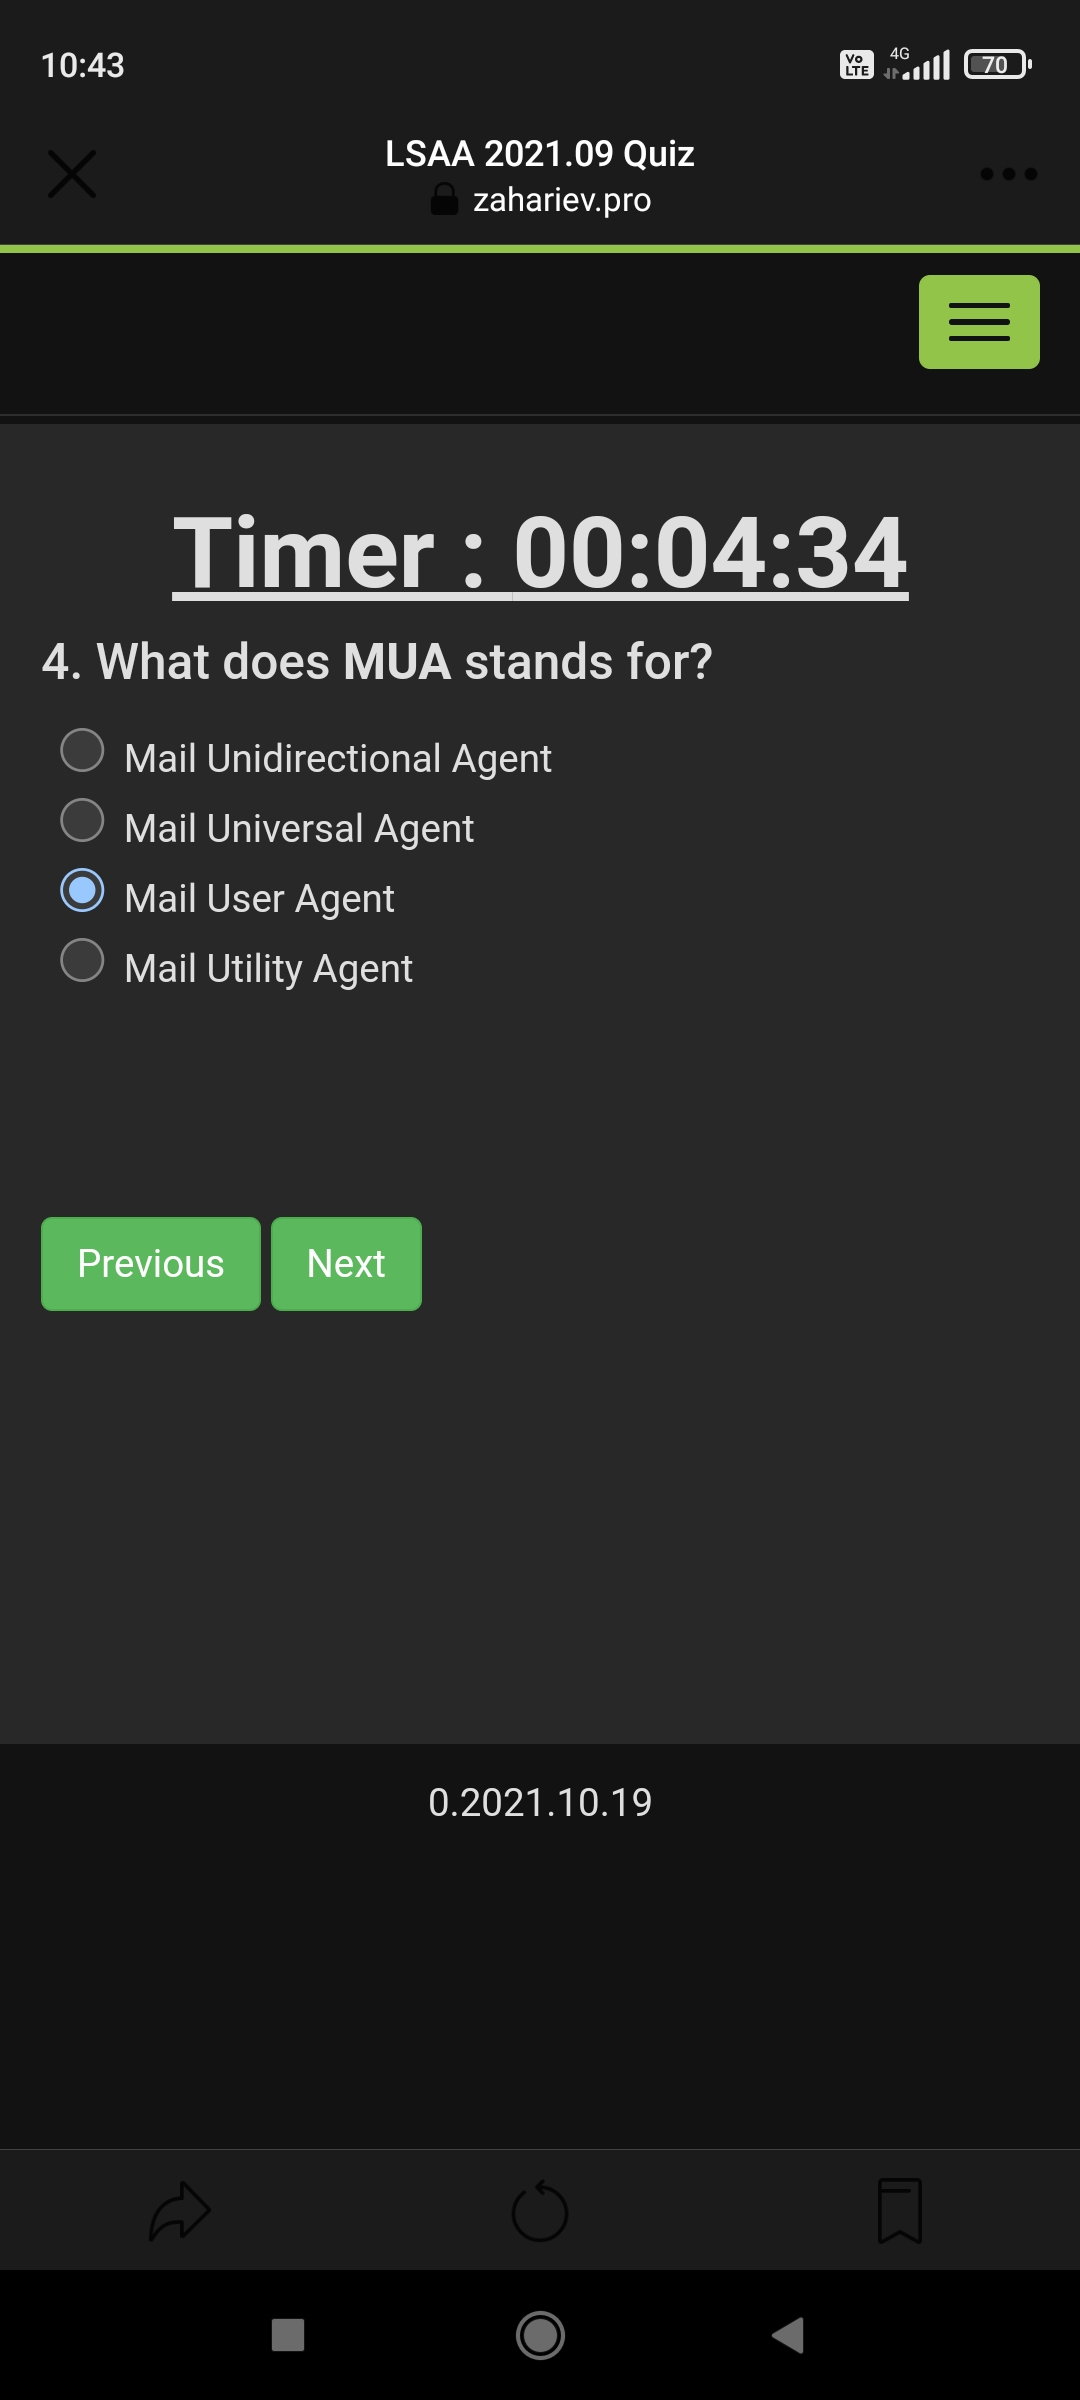 10:43
Vo LTE
4G
70
LSAA 2021.09 Quiz
zahariev.pro
Timer : 00:04:34
4. What does MUA stands for?
Mail Unidirectional Agent
Mail Universal Agent
Mail User Agent
Mail Utility Agent
Previous
Next
0.2021.10.19